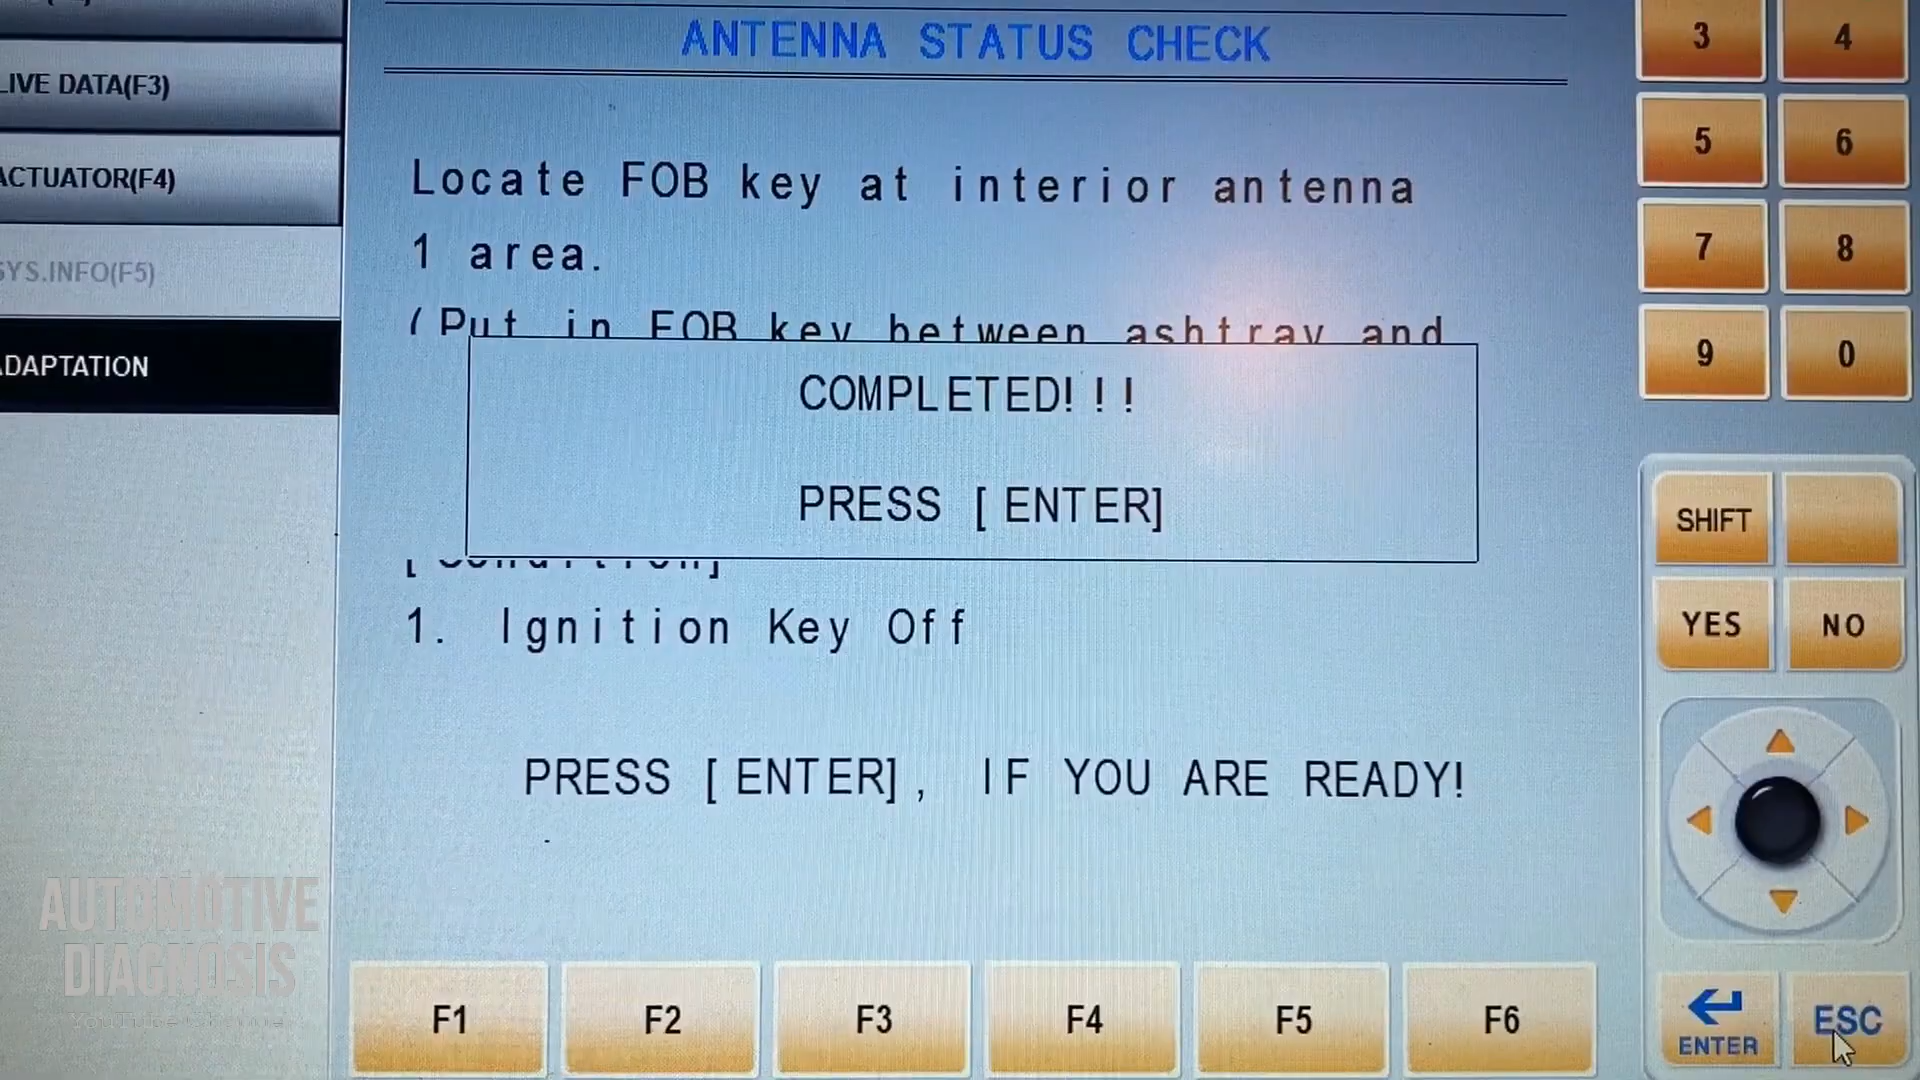 ANTENNA STATUS CHECK
LIVE DATA(F3)
ACTUATOR(F4)
SYS.INFO(F5)
ADAPTATION
Locate FOB key at interior antenna
1 area.
(Put in FOB key between ashtray and
COMPLETED!!!
PRESS [ENTER]
[Condition]
1. Ignition Key Off
PRESS [ENTER], IF YOU ARE READY!
F1 F2 F3 F4 F5 F6
3 4
5 6
7 8
9 0
SHIFT
YES NO
ENTER ESC
AUTOMOTIVE
DIAGNOSIS
YouTube Channel